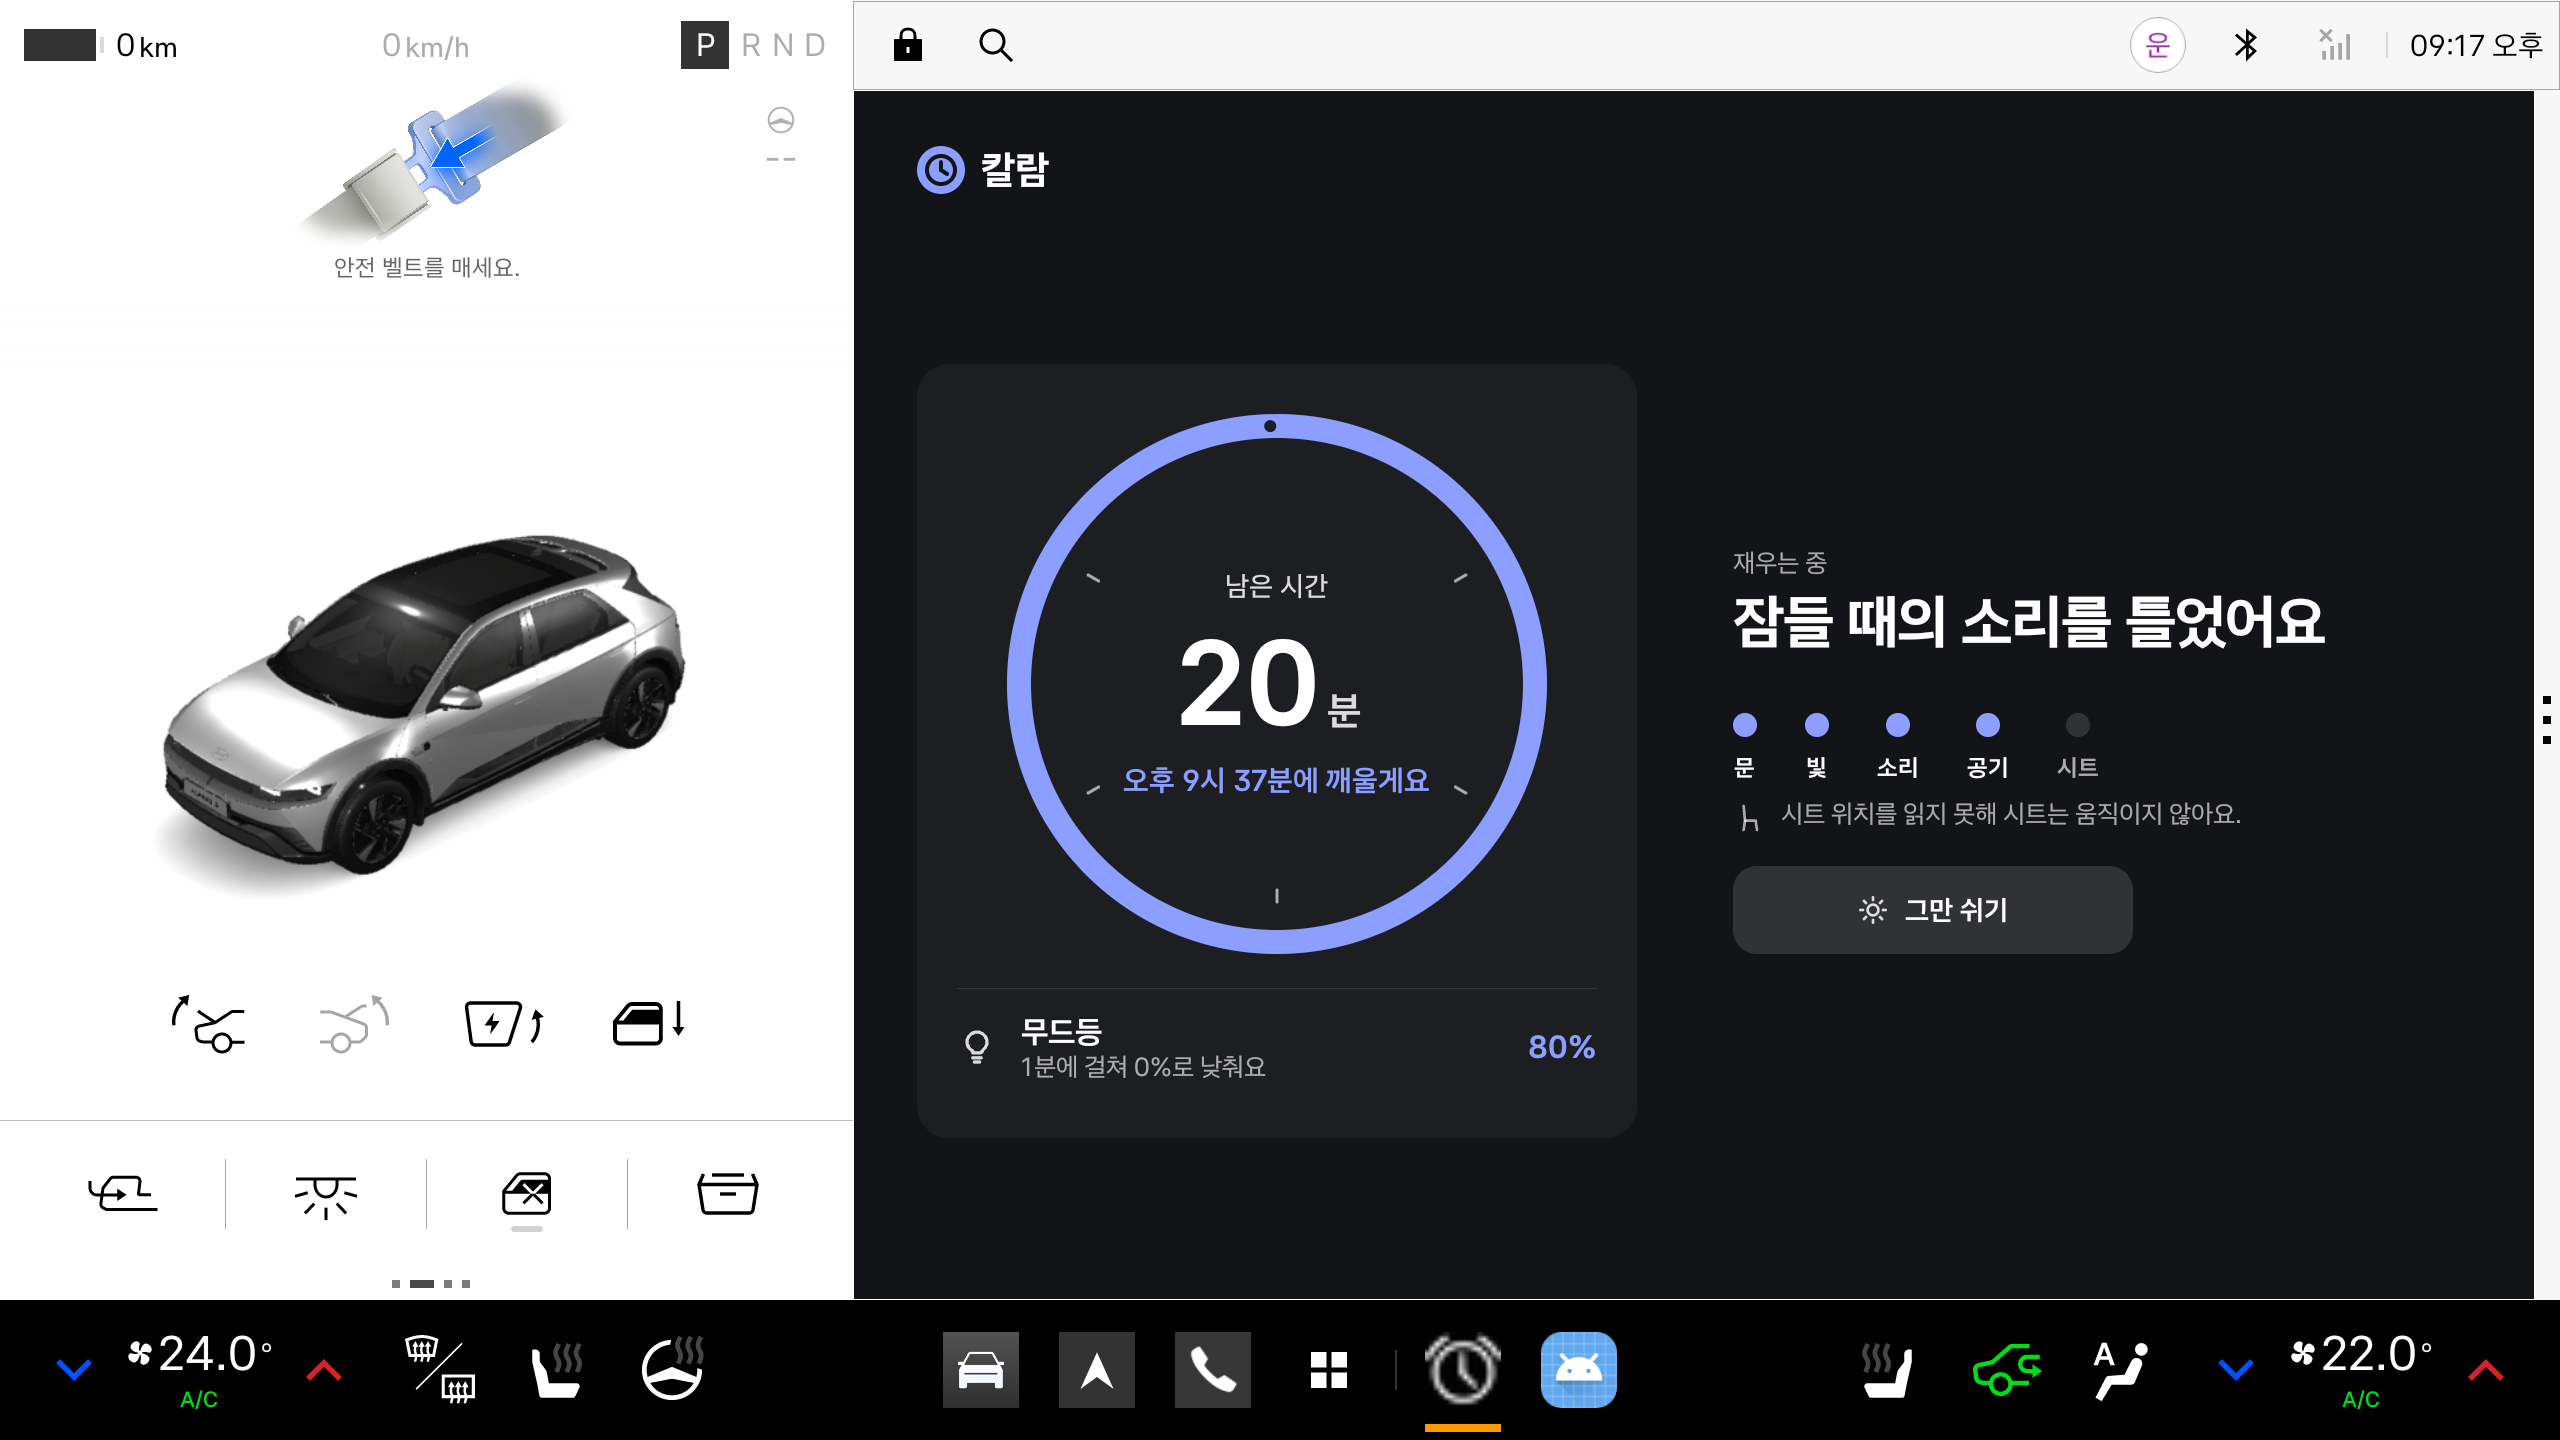 0 km
0 km/h
P R N D
안전 벨트를 매세요.
운
09:17 오후
칼람
남은 시간
20 분
오후 9시 37분에 깨울게요
무드등
1분에 걸쳐 0%로 낮춰요
80%
재우는 중
잠들 때의 소리를 틀었어요
문 빛 소리 공기 시트
시트 위치를 읽지 못해 시트는 움직이지 않아요.
그만 쉬기
24.0°
A/C
A
22.0°
A/C